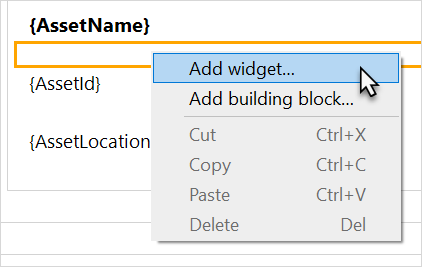 {AssetName}
Add widget...
{AssetId}
Add building block...
{AssetLocation
Cut Ctrl+X
Copy Ctrl+C
Paste Ctrl+V
Delete Del